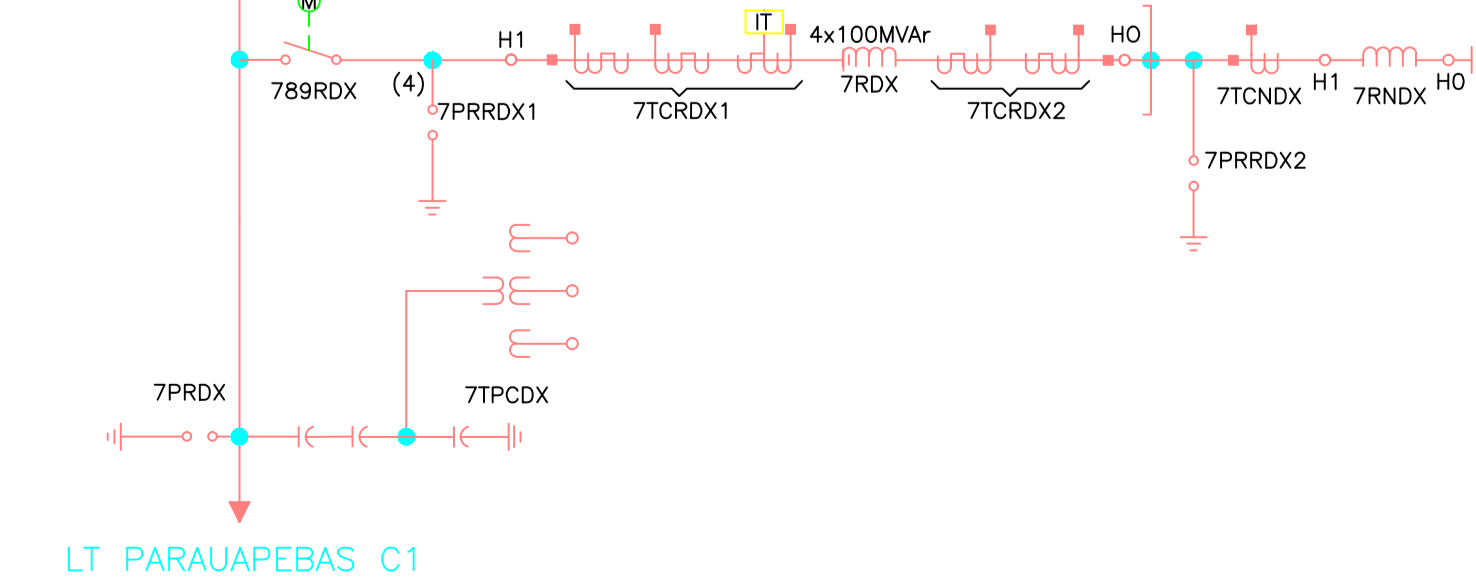 M
IT
H1
4x100MVAr
H0
789RDX
(4)
7PRRDX1
7TCRDX1
7RDX
7TCRDX2
7TCNDX
H1
7RNDX
H0
7PRRDX2
7PRDX
7TPCDX
LT PARAUAPEBAS C1